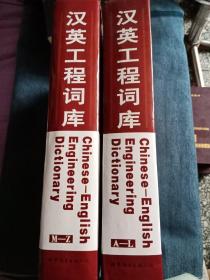 汉英工程词库
Chinese-English
Engineering
Dictionary
M—Z
汉英工程词库
Chinese-English
Engineering
Dictionary
A—L